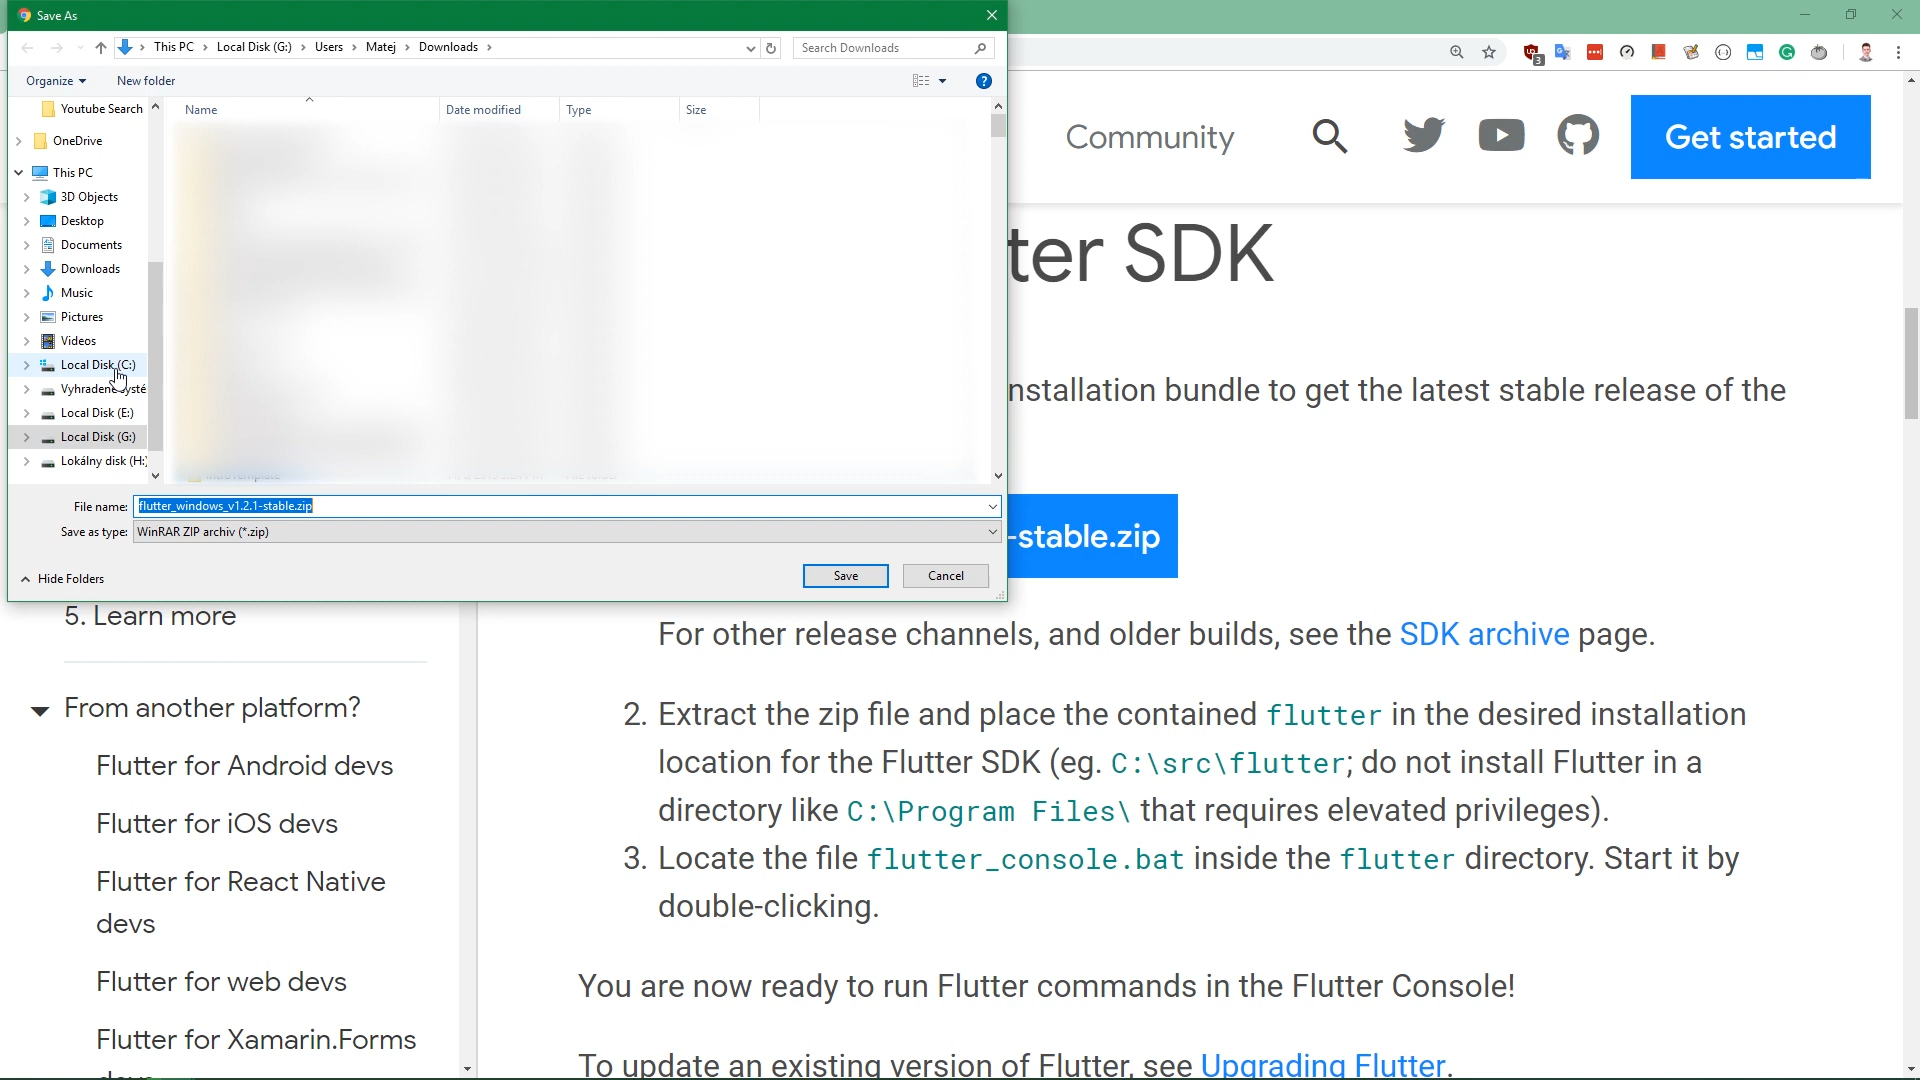 Save As
This PC > Local Disk (G:) > Users > Matej > Downloads >
Search Downloads
Organize
New folder
Youtube Search
OneDrive
This PC
3D Objects
Desktop
Documents
Downloads
Music
Pictures
Videos
Local Disk (C:)
Local Disk (E:)
Local Disk (G:)
Lokálny disk (H:)
Name
Date modified
Type
Size
File name: flutter_windows_v1.2.1-stable.zip
Save as type: WinRAR ZIP archiv (*.zip)
Hide Folders
Save
Cancel
3
Community
Get started
ter SDK
nstallation bundle to get the latest stable release of the
-stable.zip
For other release channels, and older builds, see the SDK archive page.
2. Extract the zip file and place the contained flutter in the desired installation
location for the Flutter SDK (eg. C:\src\flutter; do not install Flutter in a
directory like C:\Program Files\ that requires elevated privileges).
3. Locate the file flutter_console.bat inside the flutter directory. Start it by
double-clicking.
You are now ready to run Flutter commands in the Flutter Console!
To update an existing version of Flutter, see Upgrading Flutter.
5. Learn more
From another platform?
Flutter for Android devs
Flutter for iOS devs
Flutter for React Native
devs
Flutter for web devs
Flutter for Xamarin.Forms